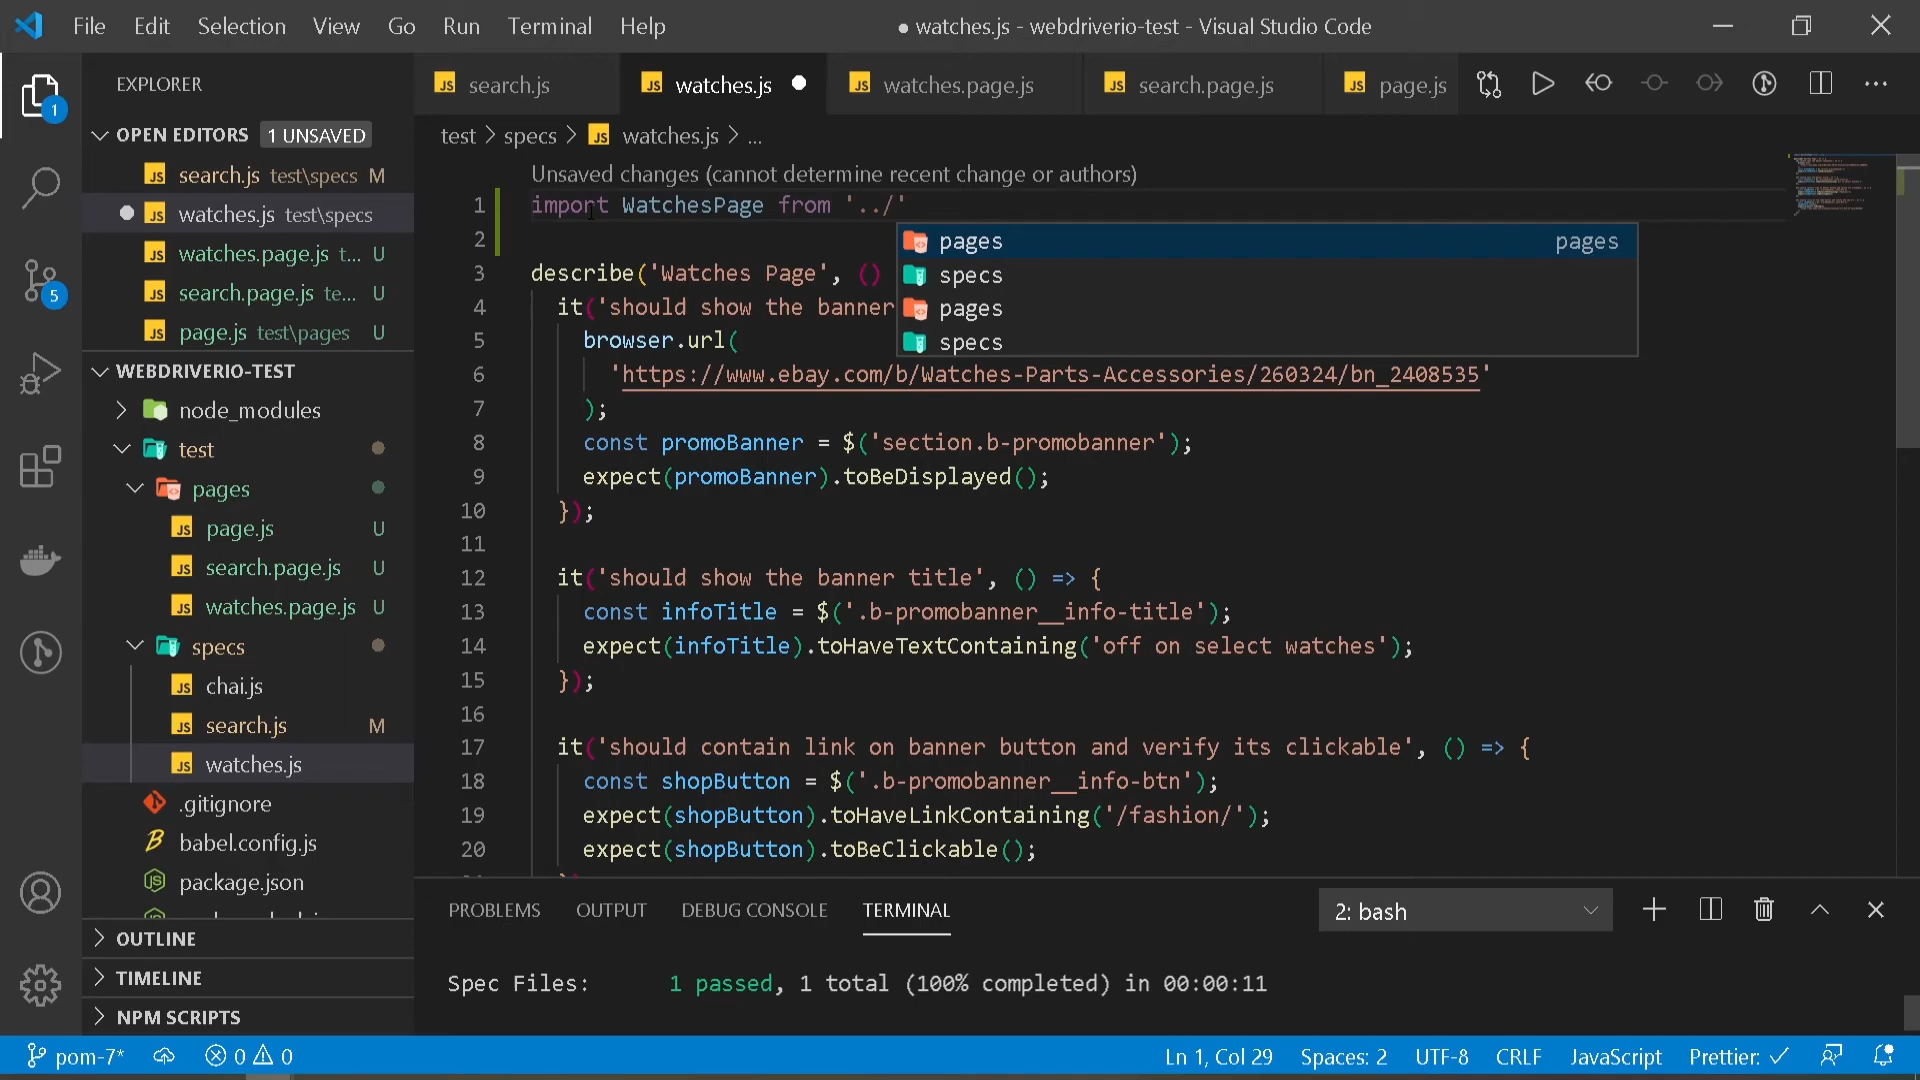 File Edit Selection View Go Run Terminal Help
● watches.js - webdriverio-test - Visual Studio Code
EXPLORER
1
OPEN EDITORS 1 UNSAVED
search.js test\specs M
watches.js test\specs
watches.page.js t... U
search.page.js te... U
page.js test\pages U
5
WEBDRIVERIO-TEST
node_modules
test
pages
page.js U
search.page.js U
watches.page.js U
specs
chai.js
search.js M
watches.js
.gitignore
babel.config.js
package.json
OUTLINE
TIMELINE
NPM SCRIPTS
search.js watches.js watches.page.js search.page.js page.js
test > specs > watches.js > ...
Unsaved changes (cannot determine recent change or authors)
1 import WatchesPage from '../'
pages pages
specs
pages
specs
2
3 describe('Watches Page', ()
4 it('should show the banner
5 browser.url(
6 'https://www.ebay.com/b/Watches-Parts-Accessories/260324/bn_2408535'
7 );
8 const promoBanner = $('section.b-promobanner');
9 expect(promoBanner).toBeDisplayed();
10 });
11
12 it('should show the banner title', () => {
13 const infoTitle = $('.b-promobanner__info-title');
14 expect(infoTitle).toHaveTextContaining('off on select watches');
15 });
16
17 it('should contain link on banner button and verify its clickable', () => {
18 const shopButton = $('.b-promobanner__info-btn');
19 expect(shopButton).toHaveLinkContaining('/fashion/');
20 expect(shopButton).toBeClickable();
PROBLEMS OUTPUT DEBUG CONSOLE TERMINAL
2: bash
Spec Files: 1 passed, 1 total (100% completed) in 00:00:11
pom-7* 0 0
Ln 1, Col 29 Spaces: 2 UTF-8 CRLF JavaScript Prettier: ✓